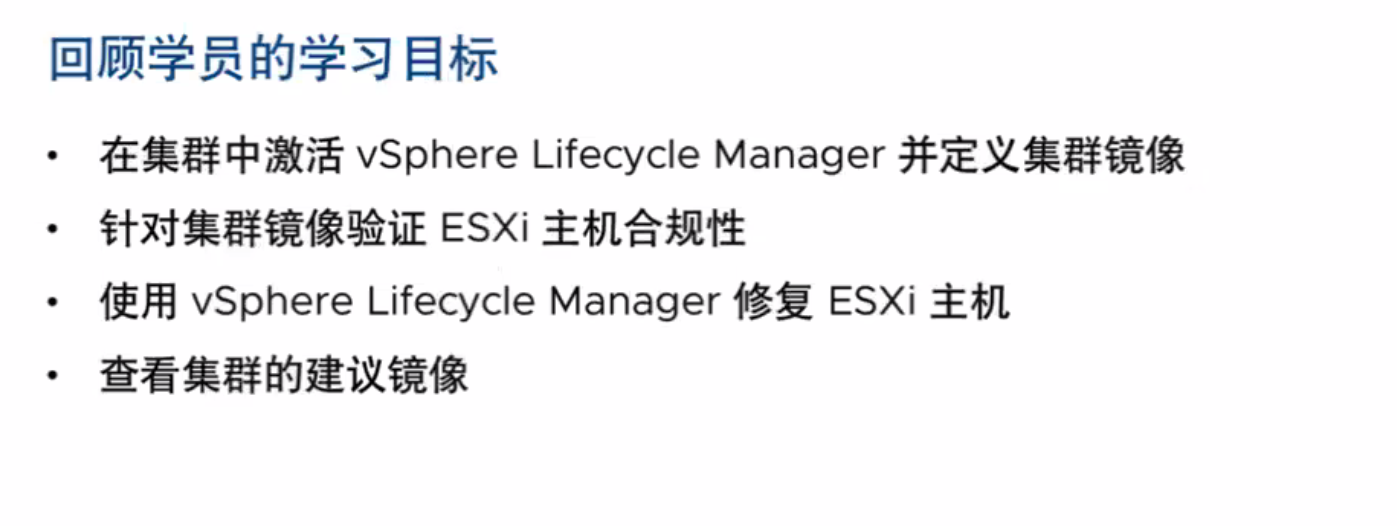 回顾学员的学习目标
• 在集群中激活 vSphere Lifecycle Manager 并定义集群镜像
• 针对集群镜像验证 ESXi 主机合规性
• 使用 vSphere Lifecycle Manager 修复 ESXi 主机
• 查看集群的建议镜像